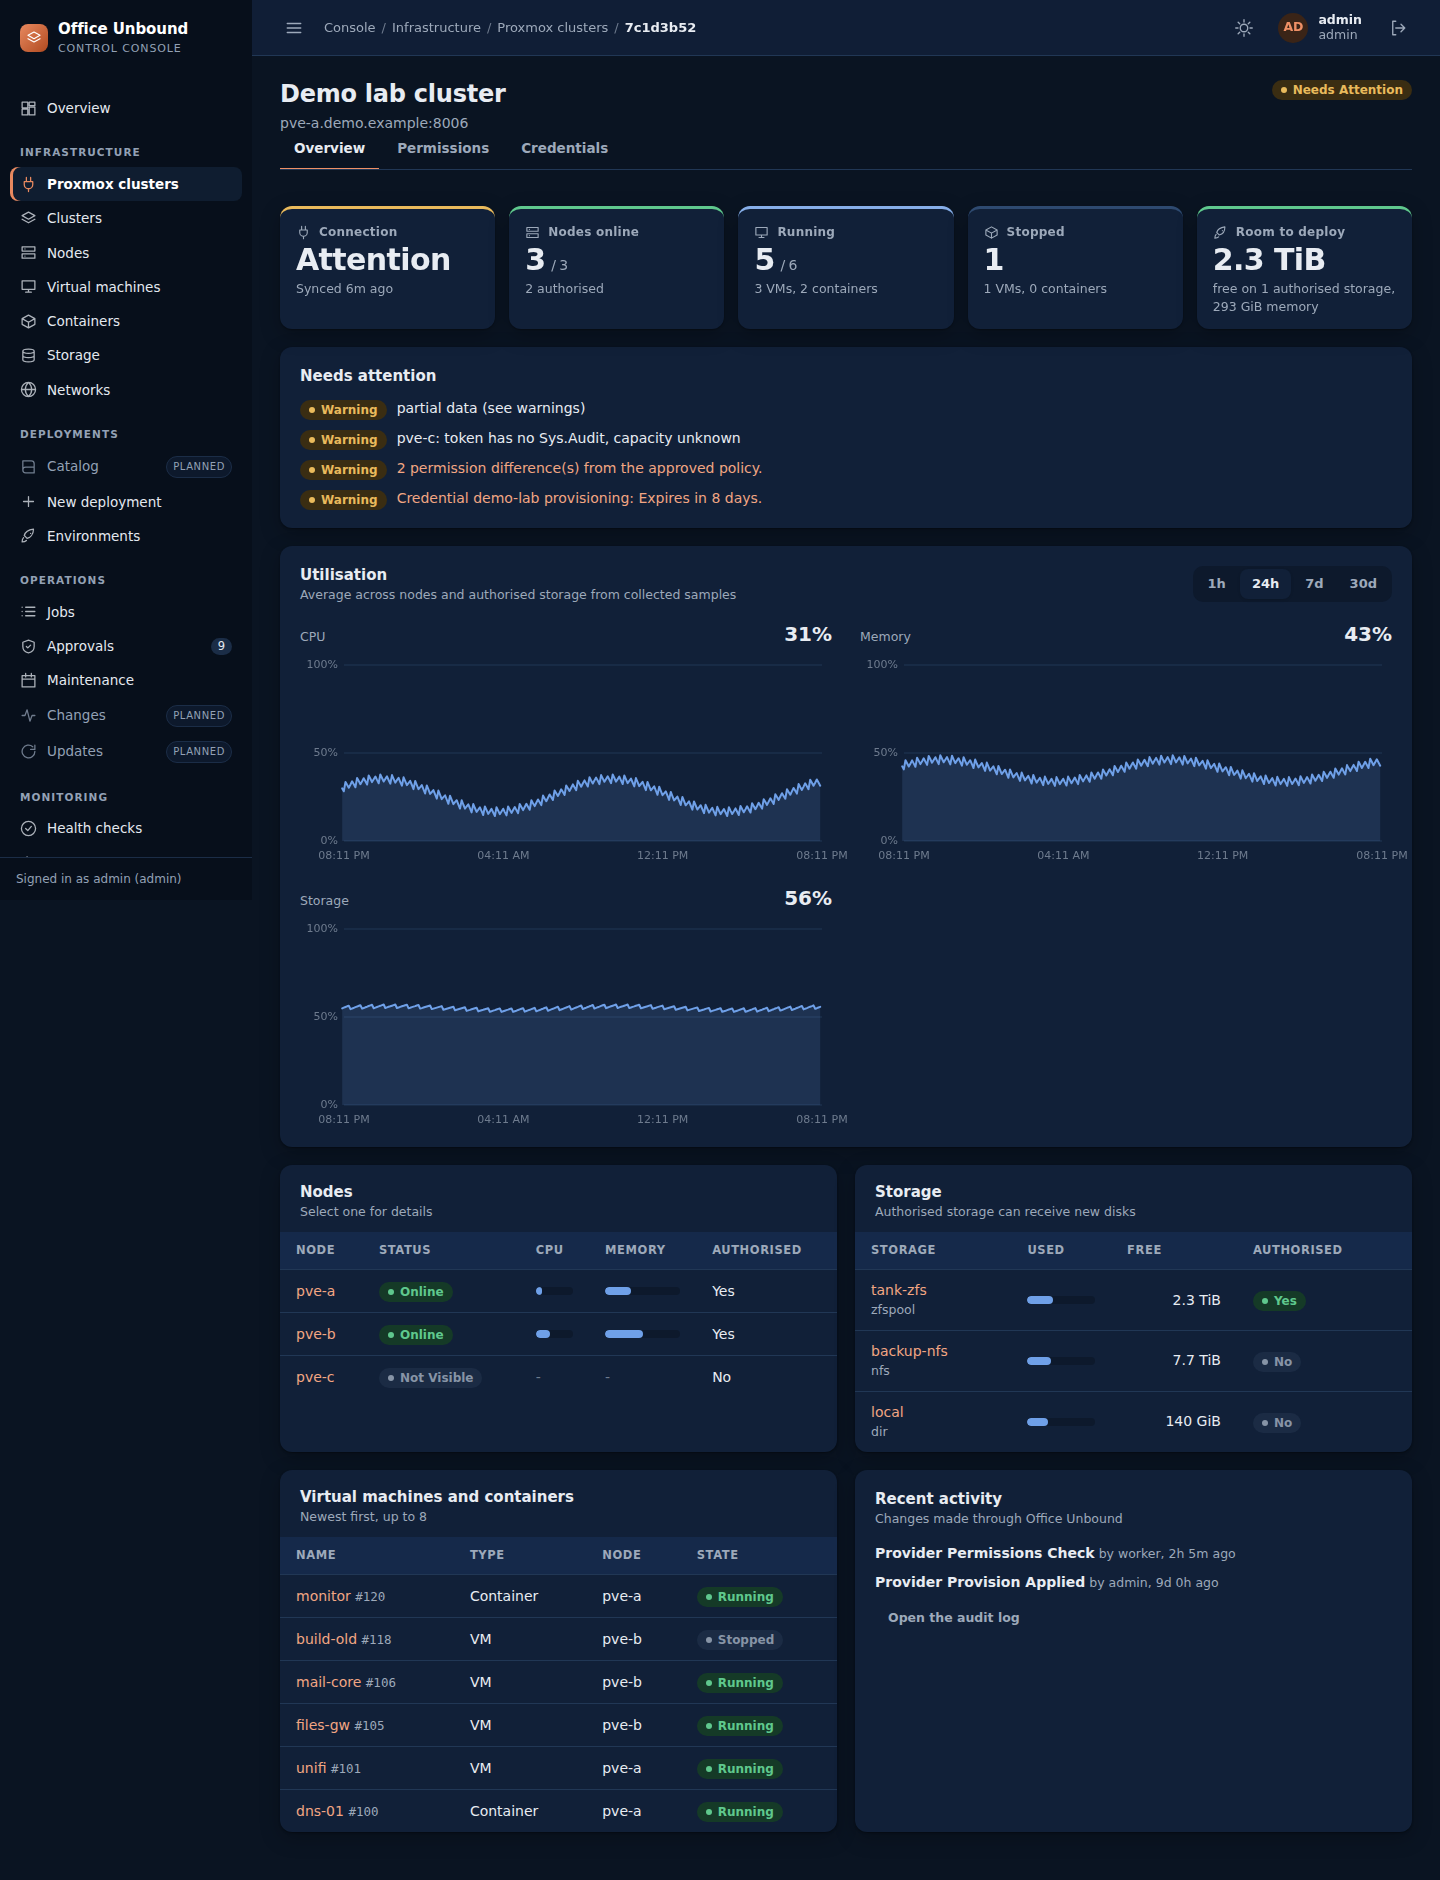 Office Unbound
CONTROL CONSOLE
Overview
INFRASTRUCTURE
Proxmox clusters
Clusters
Nodes
Virtual machines
Containers
Storage
Networks
DEPLOYMENTS
Catalog PLANNED
New deployment
Environments
OPERATIONS
Jobs
Approvals 9
Maintenance
Changes PLANNED
Updates PLANNED
MONITORING
Health checks
Signed in as admin (admin)
Console / Infrastructure / Proxmox clusters / 7c1d3b52
AD
admin
admin
Demo lab cluster
Needs Attention
pve-a.demo.example:8006
Overview Permissions Credentials
Connection
Attention
Synced 6m ago
Nodes online
3 / 3
2 authorised
Running
5 / 6
3 VMs, 2 containers
Stopped
1
1 VMs, 0 containers
Room to deploy
2.3 TiB
free on 1 authorised storage,
293 GiB memory
Needs attention
Warning partial data (see warnings)
Warning pve-c: token has no Sys.Audit, capacity unknown
Warning 2 permission difference(s) from the approved policy.
Warning Credential demo-lab provisioning: Expires in 8 days.
Utilisation
Average across nodes and authorised storage from collected samples
1h 24h 7d 30d
CPU 31%
100%
50%
0%
08:11 PM 04:11 AM 12:11 PM 08:11 PM
Memory 43%
100%
50%
0%
08:11 PM 04:11 AM 12:11 PM 08:11 PM
Storage 56%
100%
50%
0%
08:11 PM 04:11 AM 12:11 PM 08:11 PM
Nodes
Select one for details
NODE STATUS CPU MEMORY AUTHORISED
pve-a Online Yes
pve-b Online Yes
pve-c Not Visible - - No
Storage
Authorised storage can receive new disks
STORAGE USED FREE AUTHORISED
tank-zfs 2.3 TiB Yes
zfspool
backup-nfs 7.7 TiB No
nfs
local 140 GiB No
dir
Virtual machines and containers
Newest first, up to 8
NAME TYPE NODE STATE
monitor #120 Container pve-a Running
build-old #118 VM pve-b Stopped
mail-core #106 VM pve-b Running
files-gw #105 VM pve-b Running
unifi #101 VM pve-a Running
dns-01 #100 Container pve-a Running
Recent activity
Changes made through Office Unbound
Provider Permissions Check by worker, 2h 5m ago
Provider Provision Applied by admin, 9d 0h ago
Open the audit log